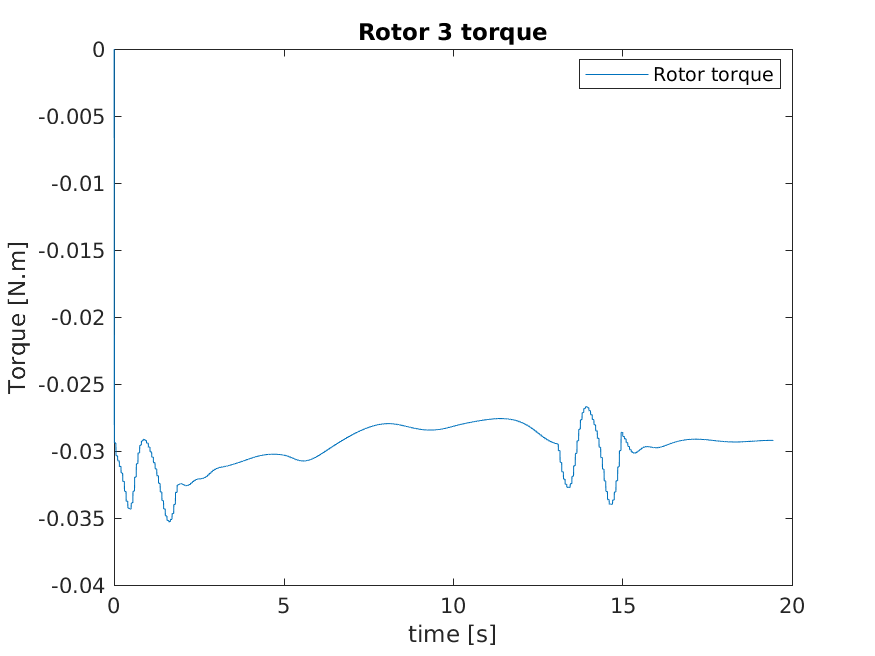 Rotor 3 torque
Rotor torque
Torque [N.m]
0
-0.005
-0.01
-0.015
-0.02
-0.025
-0.03
-0.035
-0.04
0 5 10 15 20
time [s]